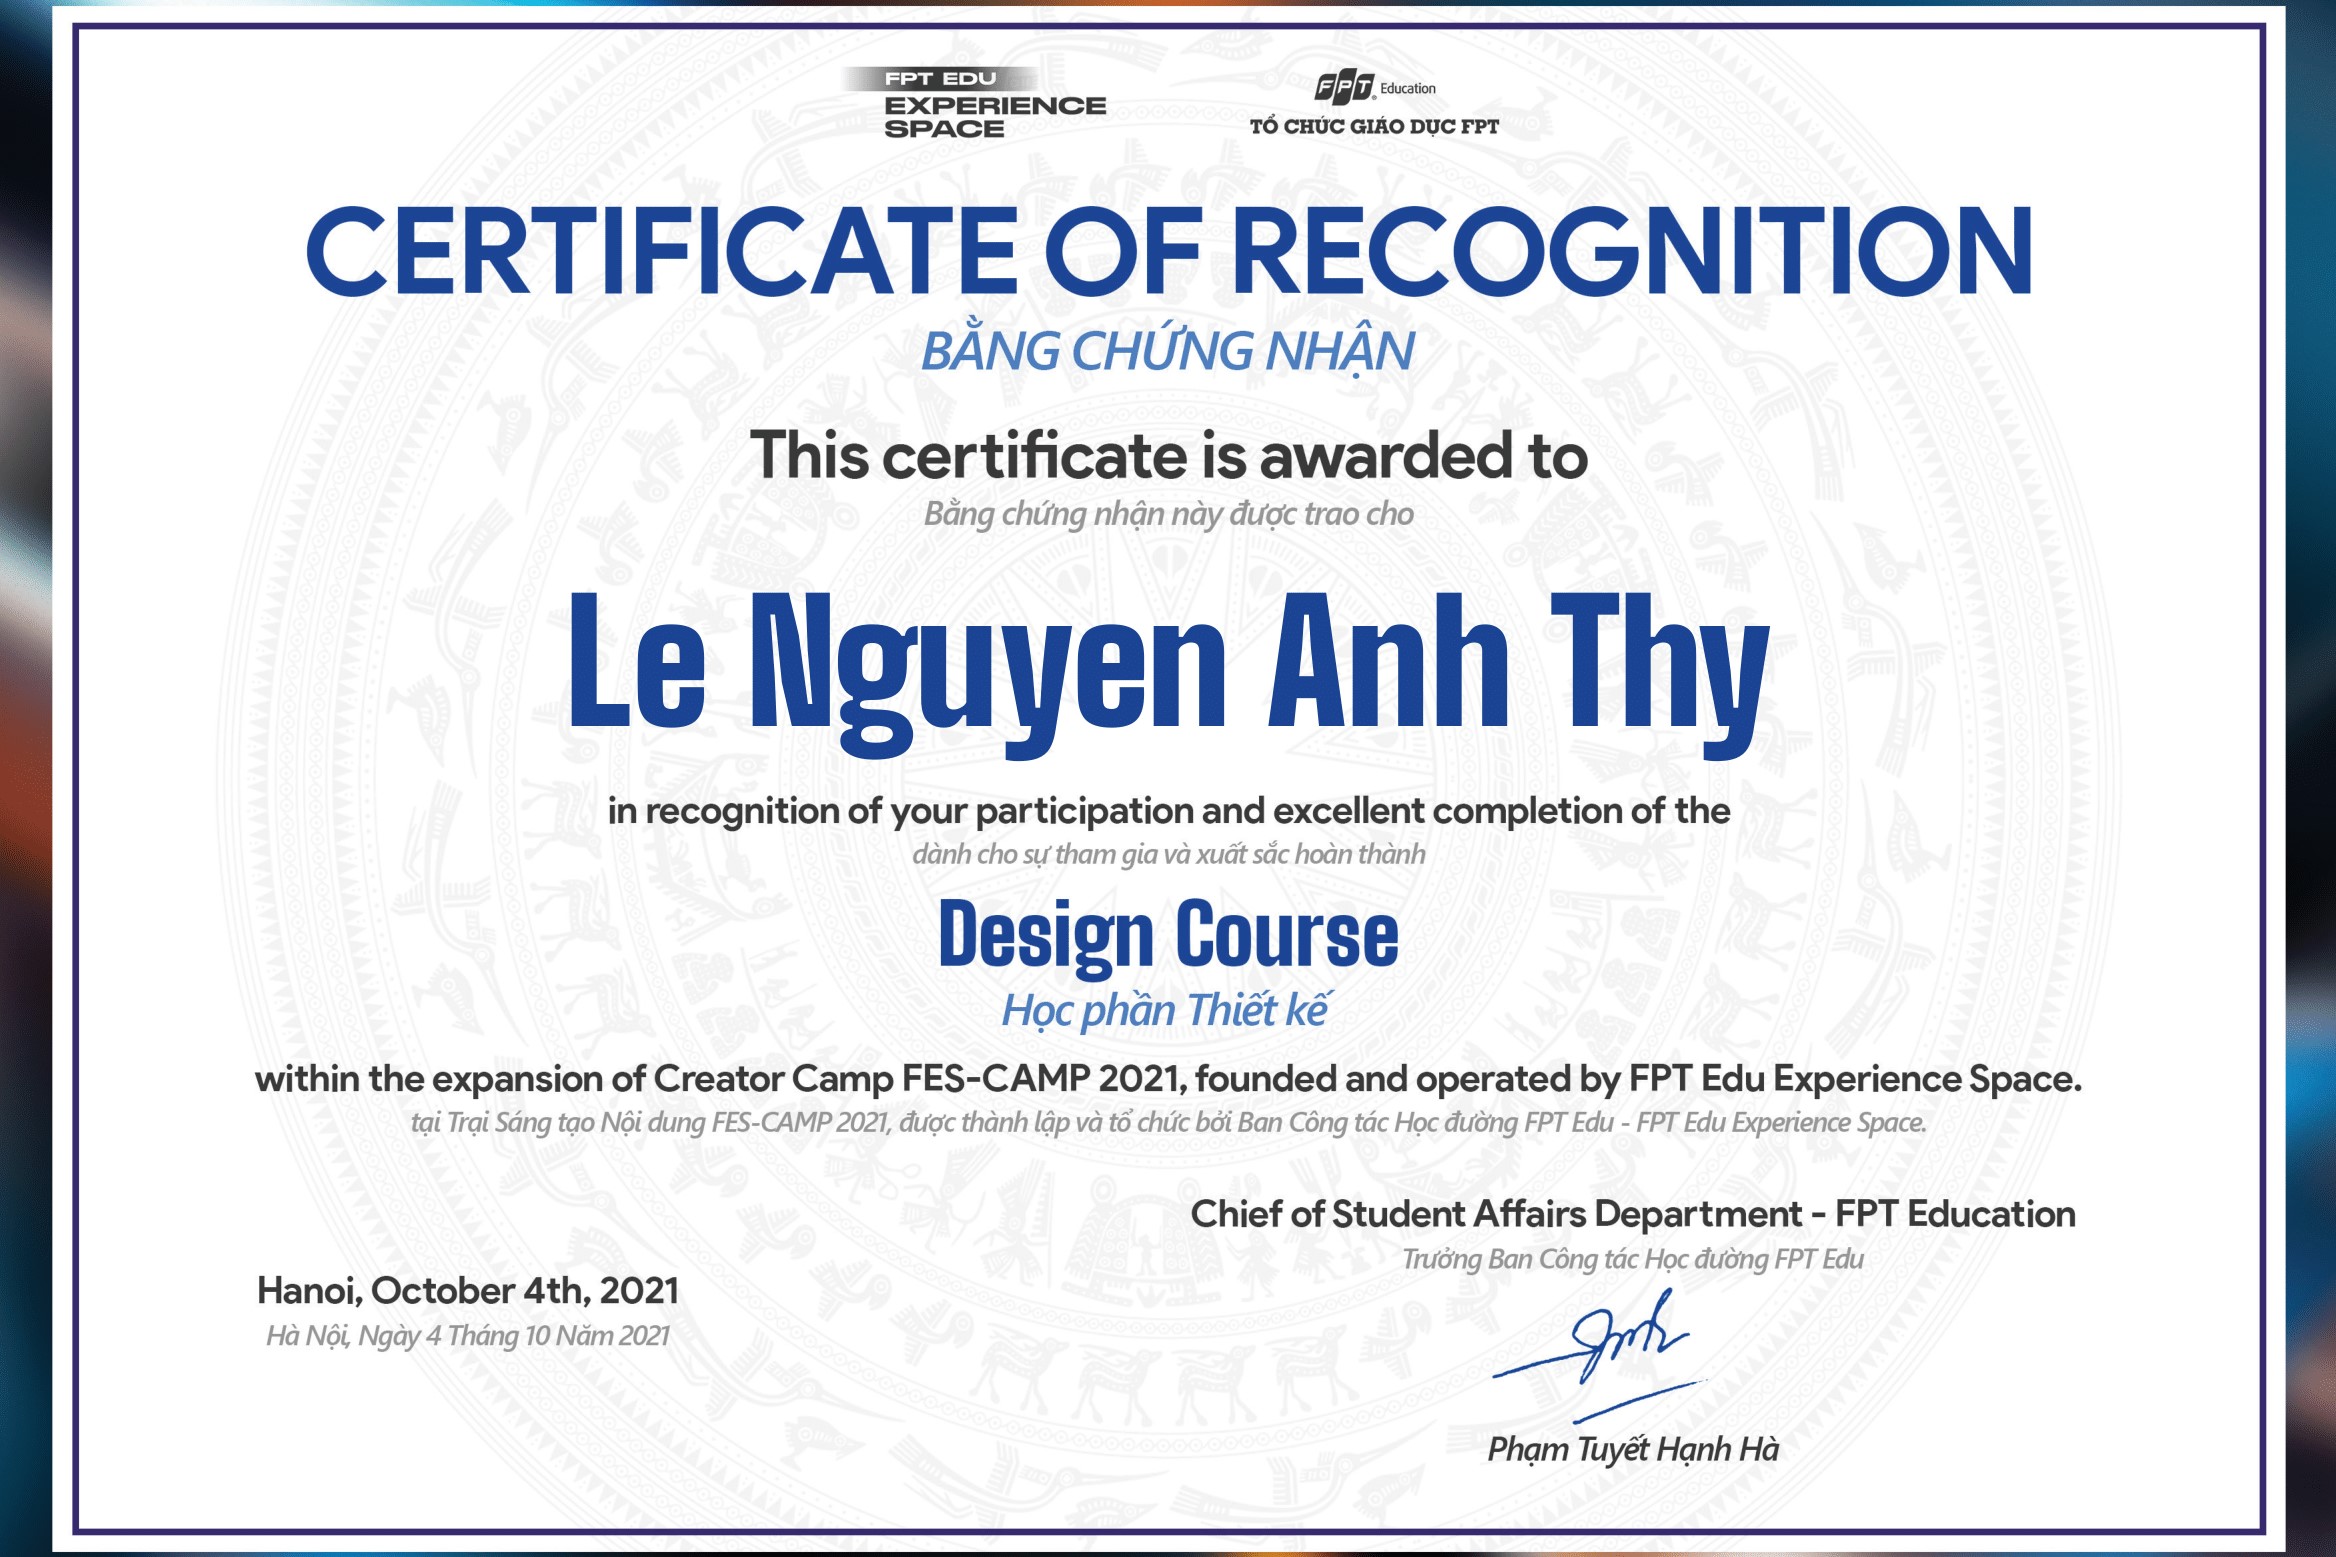 FPT EDU
EXPERIENCE
SPACE
FPT Education
TỔ CHỨC GIÁO DỤC FPT
CERTIFICATE OF RECOGNITION
BẰNG CHỨNG NHẬN
This certificate is awarded to
Bằng chứng nhận này được trao cho
Le Nguyen Anh Thy
in recognition of your participation and excellent completion of the
dành cho sự tham gia và xuất sắc hoàn thành
Design Course
Học phần Thiết kế
within the expansion of Creator Camp FES-CAMP 2021, founded and operated by FPT Edu Experience Space.
tại Trại Sáng tạo Nội dung FES-CAMP 2021, được thành lập và tổ chức bởi Ban Công tác Học đường FPT Edu - FPT Edu Experience Space.
Chief of Student Affairs Department - FPT Education
Trưởng Ban Công tác Học đường FPT Edu
Hanoi, October 4th, 2021
Hà Nội, Ngày 4 Tháng 10 Năm 2021
Phạm Tuyết Hạnh Hà